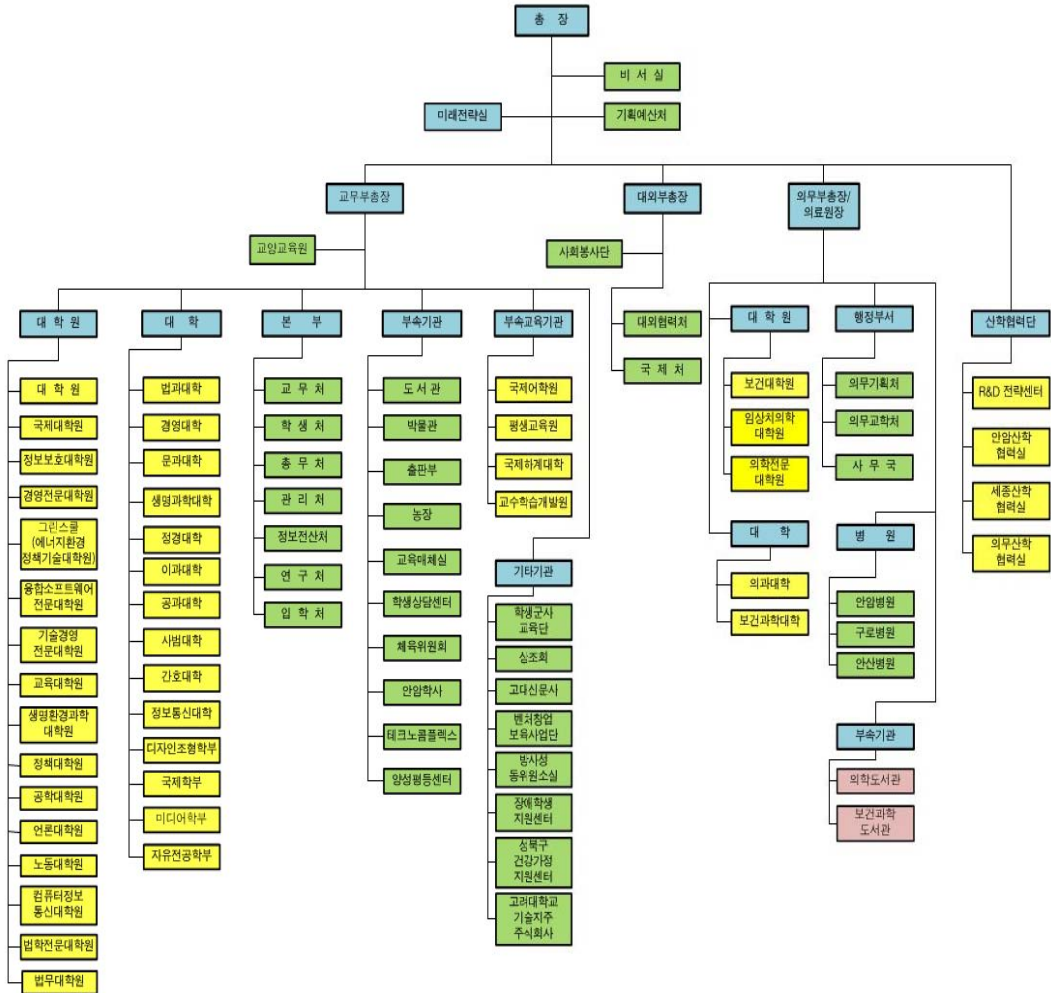 총 장
비 서 실
미래전략실
기획예산처
교무부총장
대외부총장
의무부총장/
의료원장
교양교육원
사회봉사단
대 학 원
대 학
본 부
부속기관
부속교육기관
대외협력처
대 학 원
행정부서
산학협력단
국 제 처
대 학 원
국제대학원
정보보호대학원
경영전문대학원
그린스쿨
(에너지환경
정책기술대학원)
융합소프트웨어
전문대학원
기술경영
전문대학원
교육대학원
생명환경과학
대학원
정책대학원
공학대학원
언론대학원
노동대학원
컴퓨터정보
통신대학원
법학전문대학원
법무대학원
법과대학
경영대학
문과대학
생명과학대학
정경대학
이과대학
공과대학
사범대학
간호대학
정보통신대학
디자인조형학부
국제학부
미디어학부
자유전공학부
교 무 처
학 생 처
총 무 처
관 리 처
정보전산처
연 구 처
입 학 처
도 서 관
박물관
출판부
농장
교육매체실
학생상담센터
체육위원회
안암학사
테크노콤플렉스
양성평등센터
국제어학원
평생교육원
국제하계대학
교수학습개발원
기타기관
학생군사
교육단
상조회
고대신문사
벤처창업
보육사업단
방사성
동위원소실
장애학생
지원센터
성북구
건강가정
지원센터
고려대학교
기술지주
주식회사
보건대학원
임상치의학
대학원
의학전문
대학원
대 학
의과대학
보건과학대학
의무기획처
의무교학처
사 무 국
병 원
안암병원
구로병원
안산병원
부속기관
의학도서관
보건과학
도서관
R&D 전략센터
안암산학
협력실
세종산학
협력실
의무산학
협력실